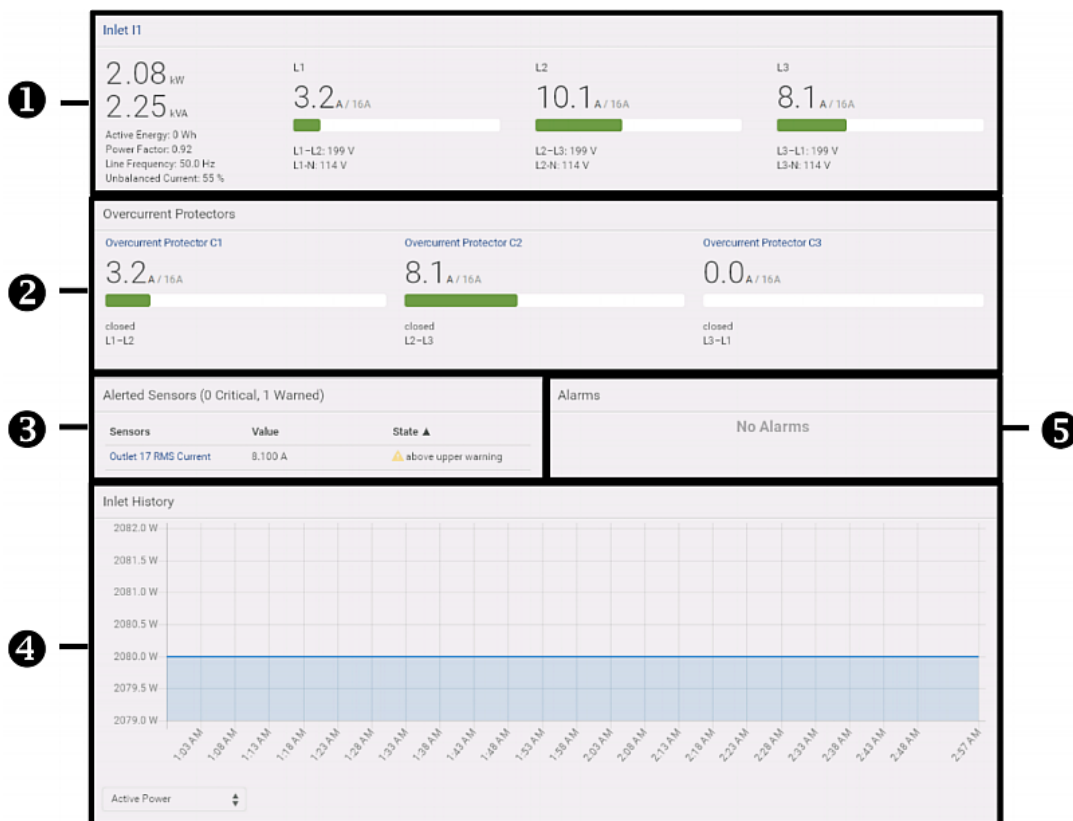 1
Inlet I1
2.08 kW
2.25 kVA
Active Energy: 0 Wh
Power Factor: 0.92
Line Frequency: 50.0 Hz
Unbalanced Current: 55 %
L1
3.2 A / 16A
L1–L2: 199 V
L1-N: 114 V
L2
10.1 A / 16A
L2–L3: 199 V
L2-N: 114 V
L3
8.1 A / 16A
L3–L1: 199 V
L3-N: 114 V
2
Overcurrent Protectors
Overcurrent Protector C1
3.2 A / 16A
closed
L1–L2
Overcurrent Protector C2
8.1 A / 16A
closed
L2–L3
Overcurrent Protector C3
0.0 A / 16A
closed
L3–L1
3
Alerted Sensors (0 Critical, 1 Warned)
Sensors Value State ▲
Outlet 17 RMS Current 8.100 A above upper warning
Alarms
No Alarms
5
4
Inlet History
2082.0 W
2081.5 W
2081.0 W
2080.5 W
2080.0 W
2079.5 W
2079.0 W
1:03 AM 1:08 AM 1:13 AM 1:18 AM 1:23 AM 1:28 AM 1:33 AM 1:38 AM 1:43 AM 1:48 AM 1:53 AM 1:58 AM 2:03 AM 2:08 AM 2:13 AM 2:18 AM 2:23 AM 2:28 AM 2:33 AM 2:38 AM 2:43 AM 2:48 AM 2:57 AM
Active Power